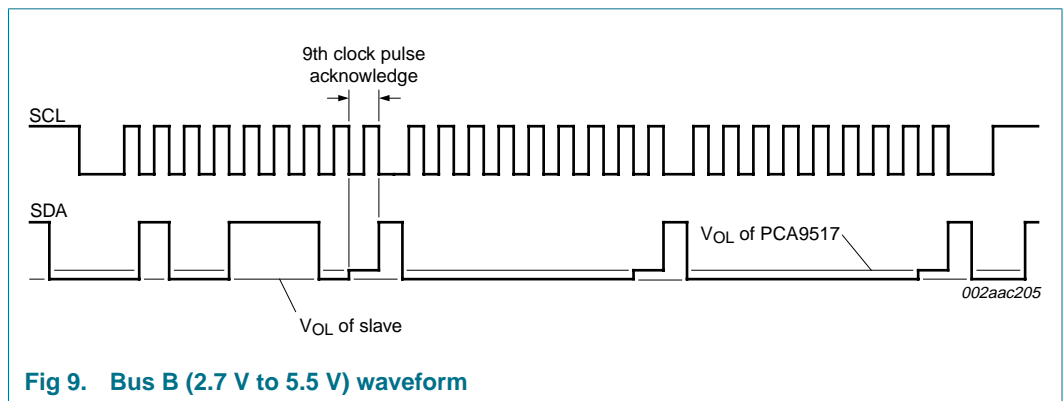 9th clock pulse
acknowledge
SCL
SDA
VOL of PCA9517
002aac205
VOL of slave
Fig 9. Bus B (2.7 V to 5.5 V) waveform